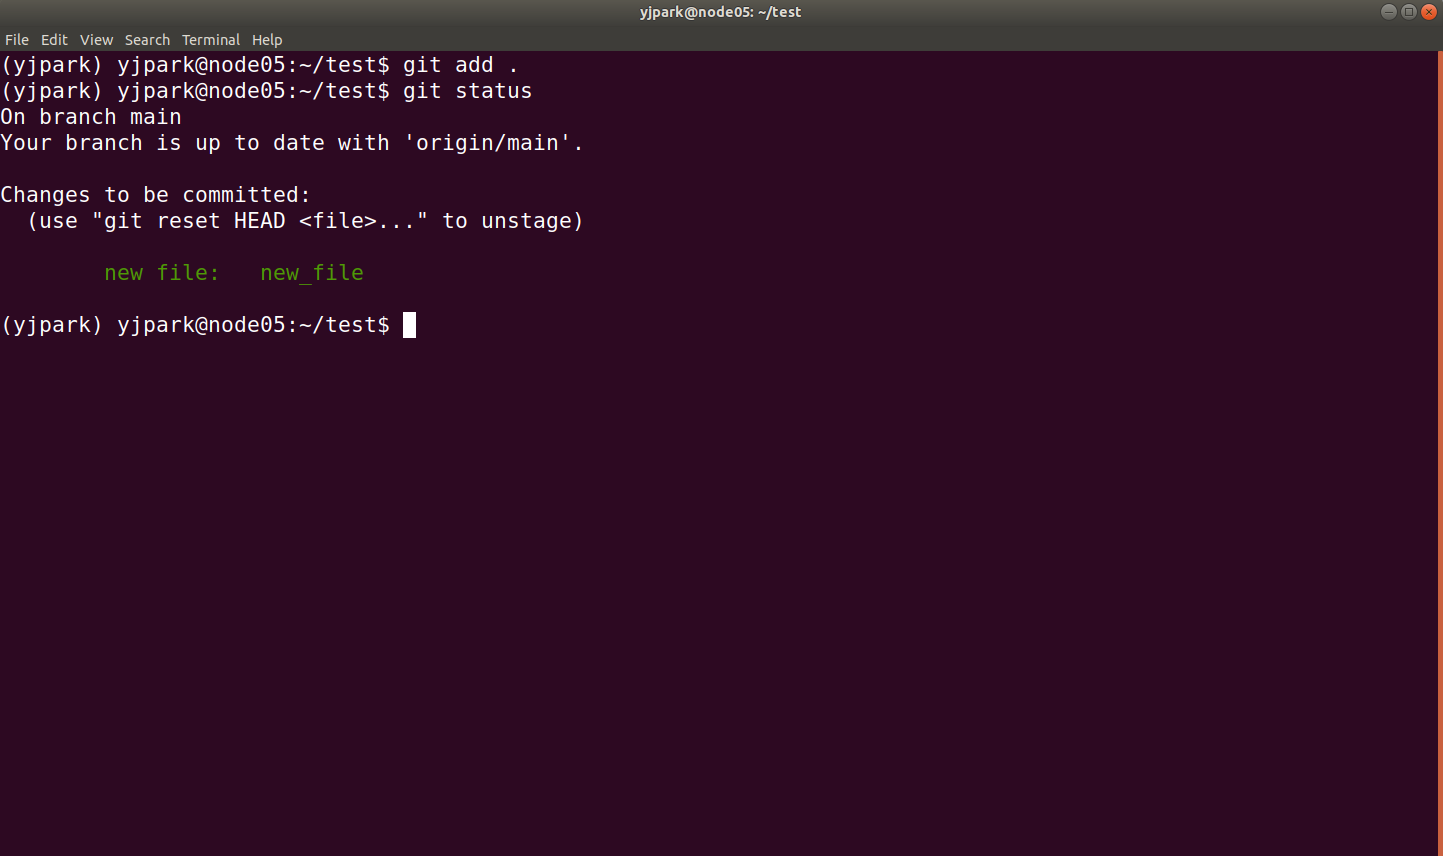 yjpark@node05: ~/test
File Edit View Search Terminal Help
(yjpark) yjpark@node05:~/test$ git add .
(yjpark) yjpark@node05:~/test$ git status
On branch main
Your branch is up to date with 'origin/main'.
Changes to be committed:
  (use "git reset HEAD <file>..." to unstage)
        new file:   new_file
(yjpark) yjpark@node05:~/test$